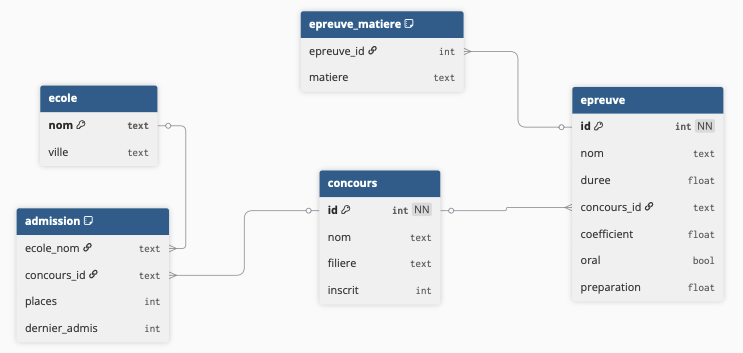 epreuve_matiere
epreuve_id int
matiere text
ecole
nom text
ville text
epreuve
id int NN
nom text
duree float
concours_id text
coefficient float
oral bool
preparation float
concours
id int NN
nom text
filiere text
inscrit int
admission
ecole_nom text
concours_id text
places int
dernier_admis int